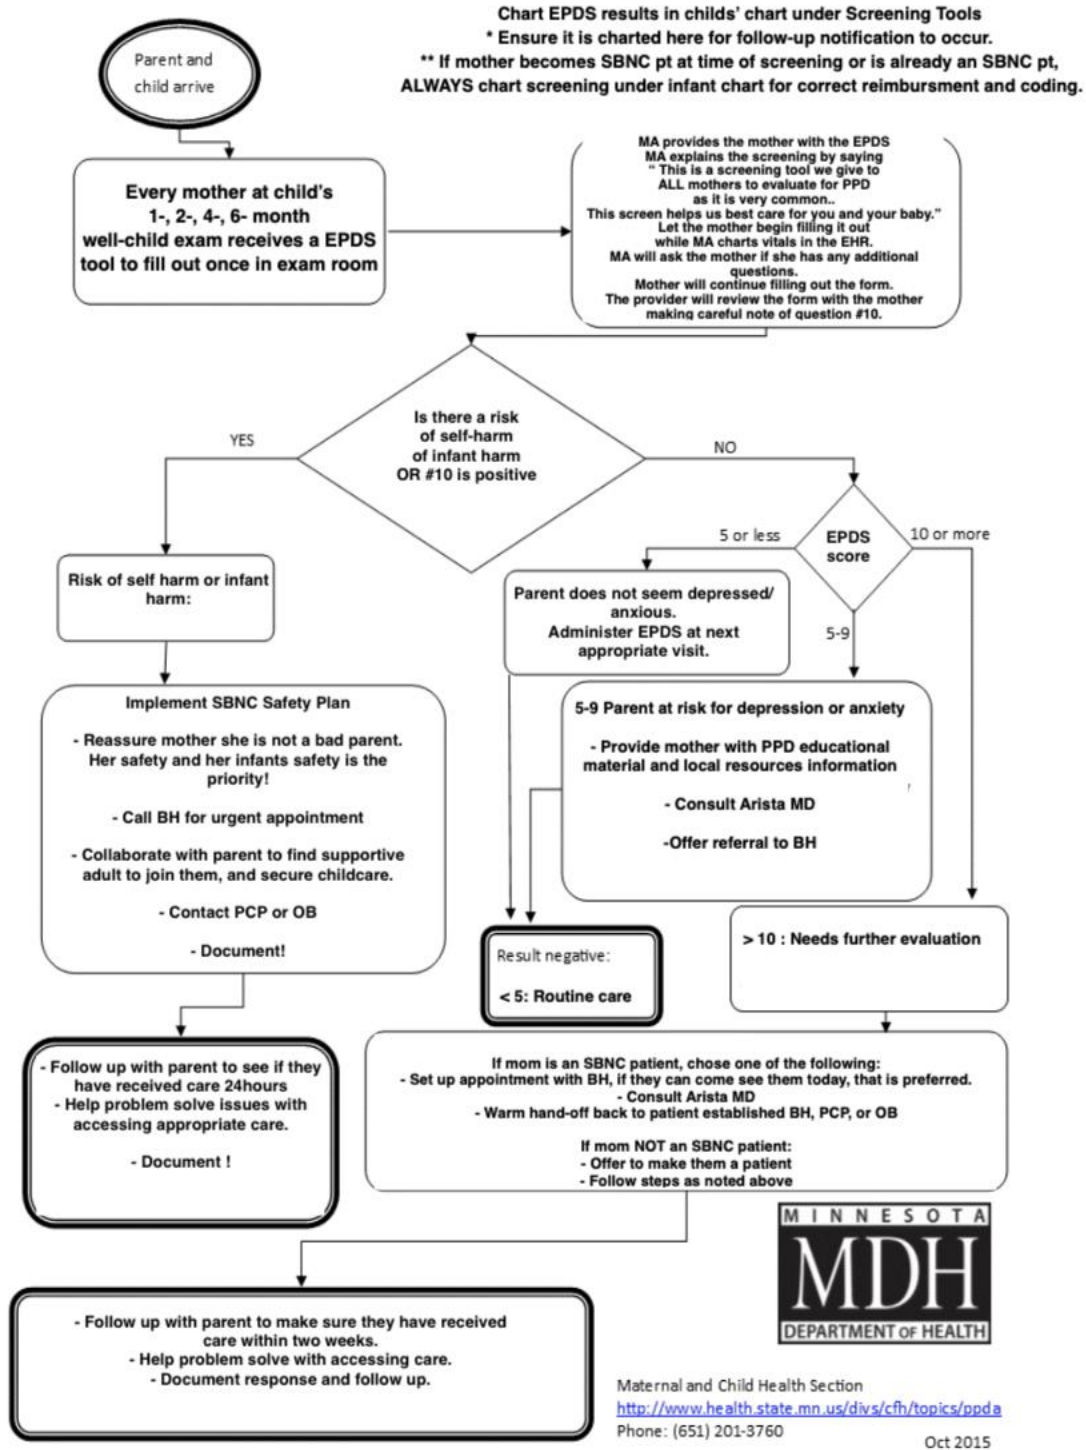 Chart EPDS results in childs' chart under Screening Tools
* Ensure it is charted here for follow-up notification to occur.
** If mother becomes SBNC pt at time of screening or is already an SBNC pt,
ALWAYS chart screening under infant chart for correct reimbursment and coding.
Parent and
child arrive
Every mother at child's
1-, 2-, 4-, 6- month
well-child exam receives a EPDS
tool to fill out once in exam room
MA provides the mother with the EPDS
MA explains the screening by saying
" This is a screening tool we give to
ALL mothers to evaluate for PPD
as it is very common..
This screen helps us best care for you and your baby."
Let the mother begin filling it out
while MA charts vitals in the EHR.
MA will ask the mother if she has any additional
questions.
Mother will continue filling out the form.
The provider will review the form with the mother
making careful note of question #10.
Is there a risk
of self-harm
of infant harm
OR #10 is positive
YES
NO
EPDS
score
5 or less
10 or more
5-9
Risk of self harm or infant
harm:
Parent does not seem depressed/
anxious.
Administer EPDS at next
appropriate visit.
Implement SBNC Safety Plan
- Reassure mother she is not a bad parent.
Her safety and her infants safety is the
priority!
- Call BH for urgent appointment
- Collaborate with parent to find supportive
adult to join them, and secure childcare.
- Contact PCP or OB
- Document!
5-9 Parent at risk for depression or anxiety
- Provide mother with PPD educational
material and local resources information
- Consult Arista MD
-Offer referral to BH
Result negative:
< 5: Routine care
> 10 : Needs further evaluation
- Follow up with parent to see if they
have received care 24hours
- Help problem solve issues with
accessing appropriate care.
- Document !
If mom is an SBNC patient, chose one of the following:
- Set up appointment with BH, if they can come see them today, that is preferred.
- Consult Arista MD
- Warm hand-off back to patient established BH, PCP, or OB
If mom NOT an SBNC patient:
- Offer to make them a patient
- Follow steps as noted above
- Follow up with parent to make sure they have received
care within two weeks.
- Help problem solve with accessing care.
- Document response and follow up.
MINNESOTA
MDH
DEPARTMENT OF HEALTH
Maternal and Child Health Section
http://www.health.state.mn.us/divs/cfh/topics/ppda
Phone: (651) 201-3760
Oct 2015